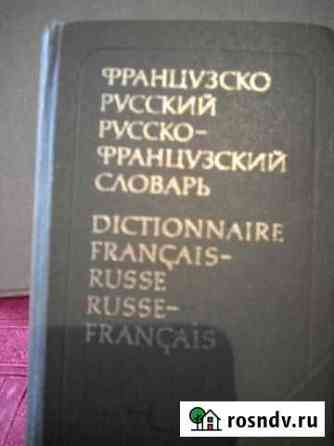 ФРАНЦУЗСКО
РУССКИЙ
РУССКО-
ФРАНЦУЗСКИЙ
СЛОВАРЬ
DICTIONNAIRE
FRANÇAIS-
RUSSE
RUSSE-
FRANÇAIS
rosndv.ru